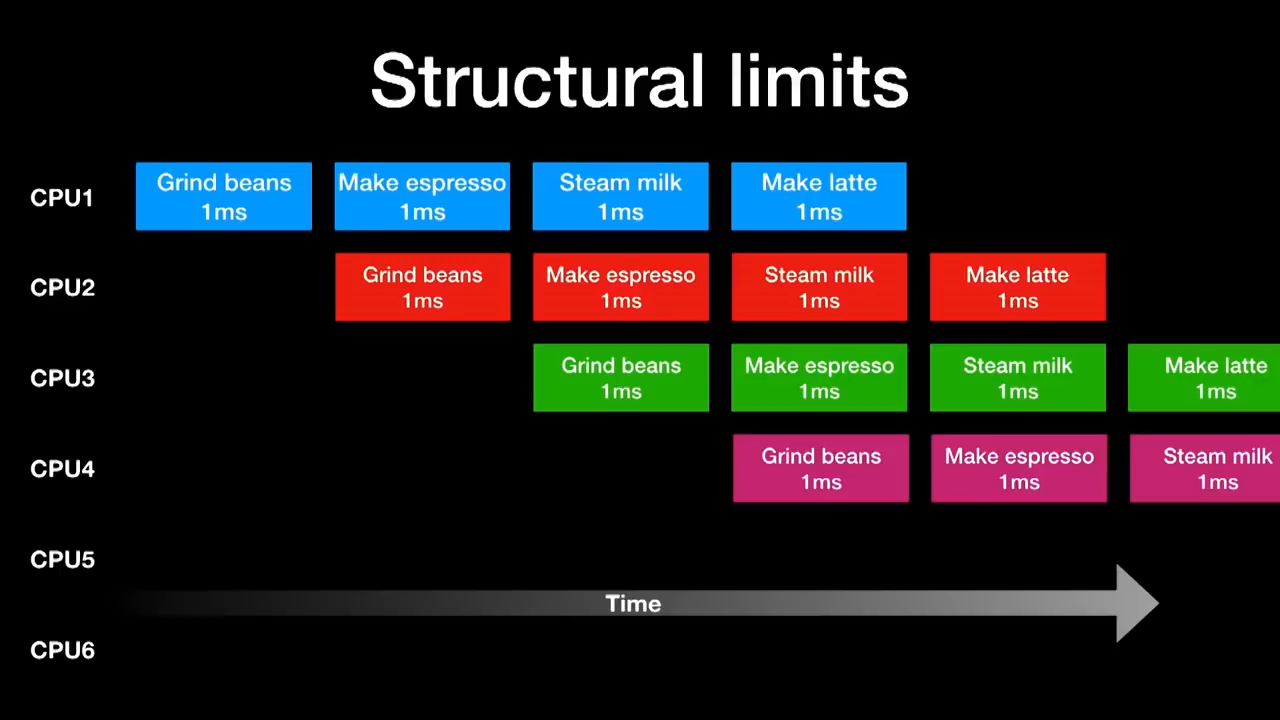 Structural limits
CPU1
Grind beans
1ms
Make espresso
1ms
Steam milk
1ms
Make latte
1ms
CPU2
Grind beans
1ms
Make espresso
1ms
Steam milk
1ms
Make latte
1ms
CPU3
Grind beans
1ms
Make espresso
1ms
Steam milk
1ms
Make latte
1ms
CPU4
Grind beans
1ms
Make espresso
1ms
Steam milk
1ms
CPU5
Time
CPU6